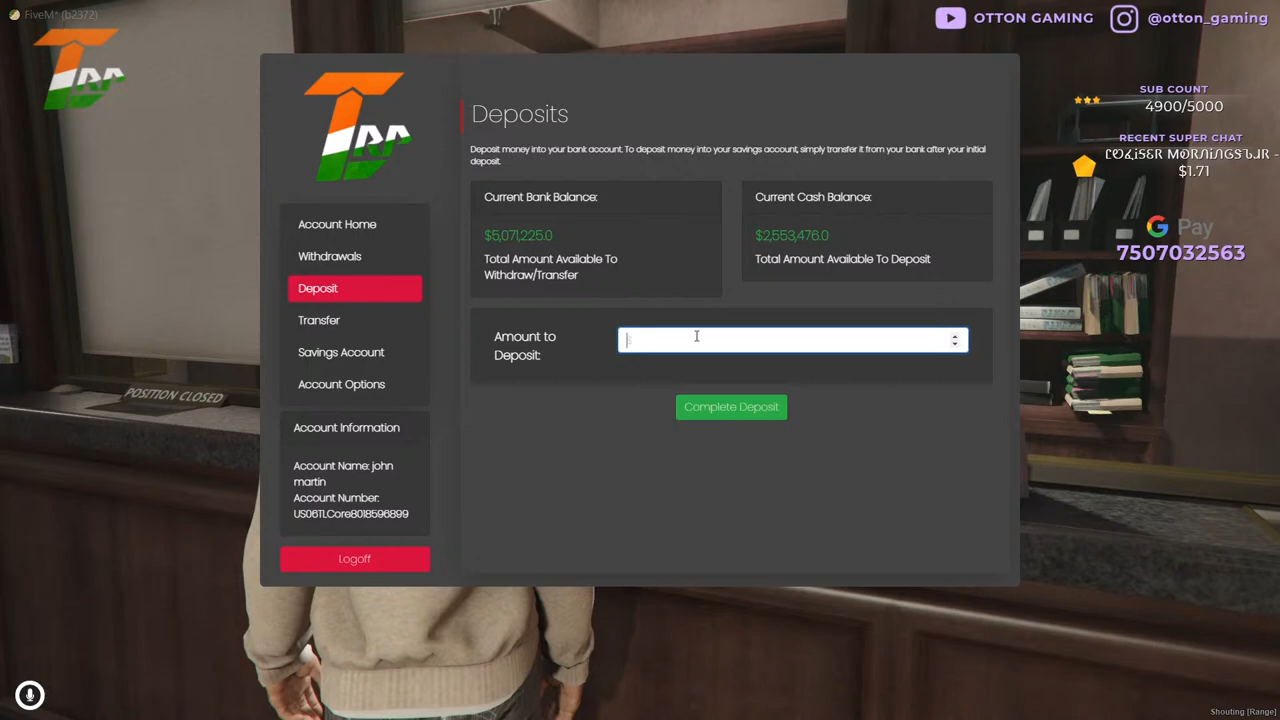 FiveM® (b2372)
OTTON GAMING
@otton_gaming
TRP
TRP
SUB COUNT
4900/5000
RECENT SUPER CHAT
$1.71
G Pay
7507032563
Deposits
Deposit money into your bank account. To deposit money into your savings account, simply transfer it from your bank after your initial
deposit.
Current Bank Balance:
$5,071,225.0
Total Amount Available To
Withdraw/Transfer
Current Cash Balance:
$2,553,476.0
Total Amount Available To Deposit
Amount to
Deposit:
Complete Deposit
Account Home
Withdrawals
Deposit
Transfer
Savings Account
Account Options
Account Information
Account Name: john
martin
Account Number:
US06TLCore8018596899
Logoff
POSITION CLOSED
Shouting [Range]